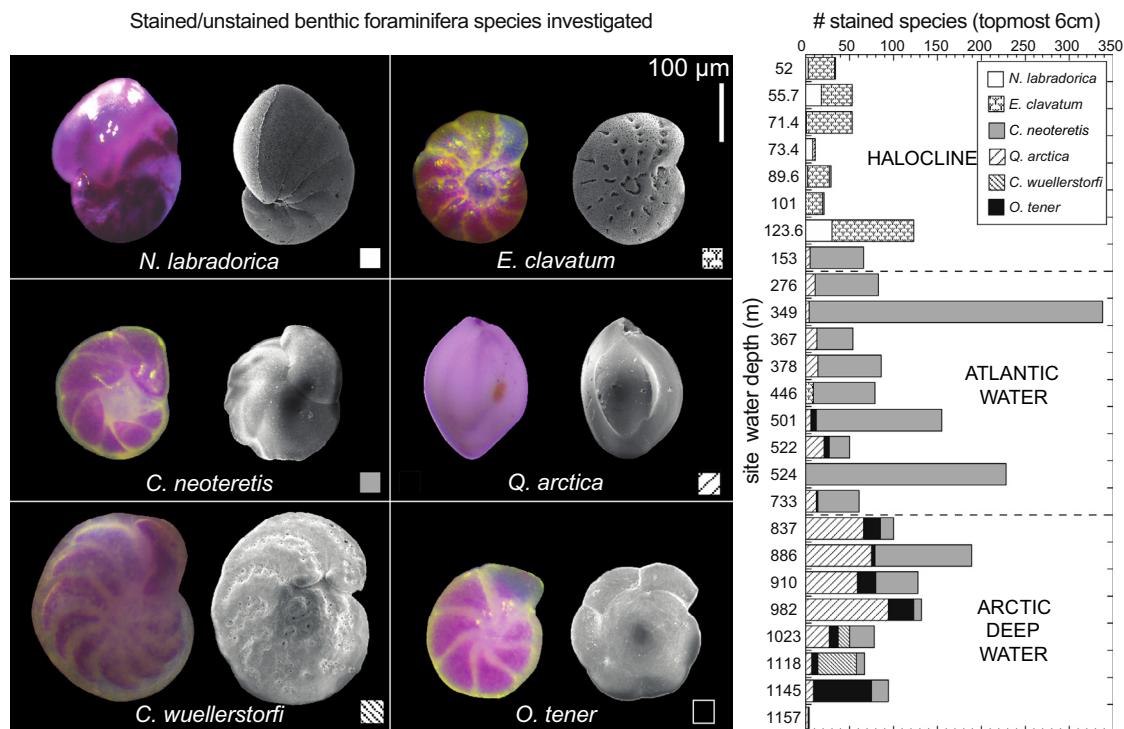 Stained/unstained benthic foraminifera species investigated
100 µm
N. labradorica
E. clavatum
C. neoteretis
Q. arctica
C. wuellerstorfi
O. tener
# stained species (topmost 6cm)
0 50 100 150 200 250 300 350
site water depth (m)
52
55.7
71.4
73.4
89.6
101
123.6
153
276
349
367
378
446
501
522
524
733
837
886
910
982
1023
1118
1145
1157
N. labradorica
E. clavatum
C. neoteretis
Q. arctica
C. wuellerstorfi
O. tener
HALOCLINE
ATLANTIC
WATER
ARCTIC
DEEP
WATER